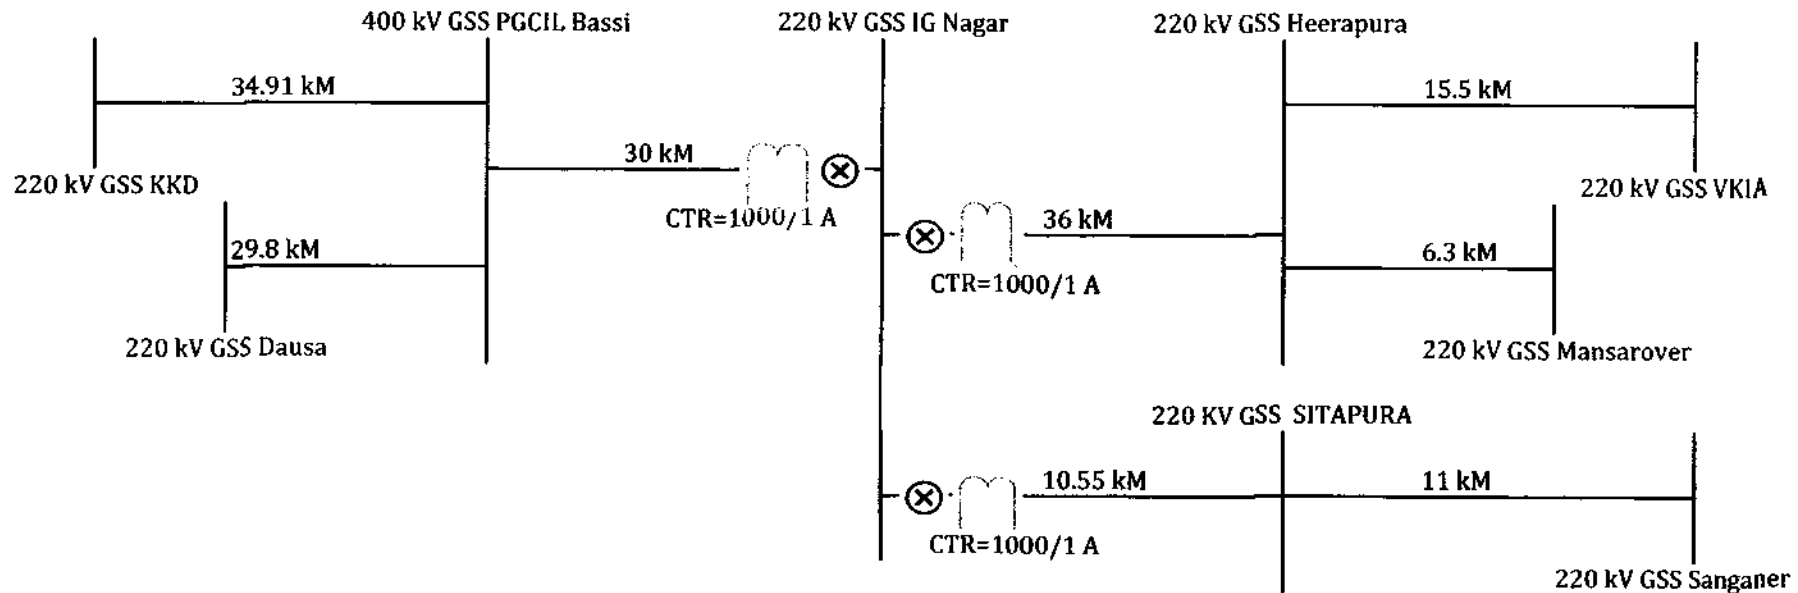 400 kV GSS PGCIL Bassi
220 kV GSS IG Nagar
220 kV GSS Heerapura
34.91 kM
15.5 kM
30 kM
220 kV GSS KKD
220 kV GSS VKIA
CTR=1000/1 A
36 kM
29.8 kM
6.3 kM
CTR=1000/1 A
220 kV GSS Dausa
220 kV GSS Mansarover
220 KV GSS SITAPURA
10.55 kM
11 kM
CTR=1000/1 A
220 kV GSS Sanganer